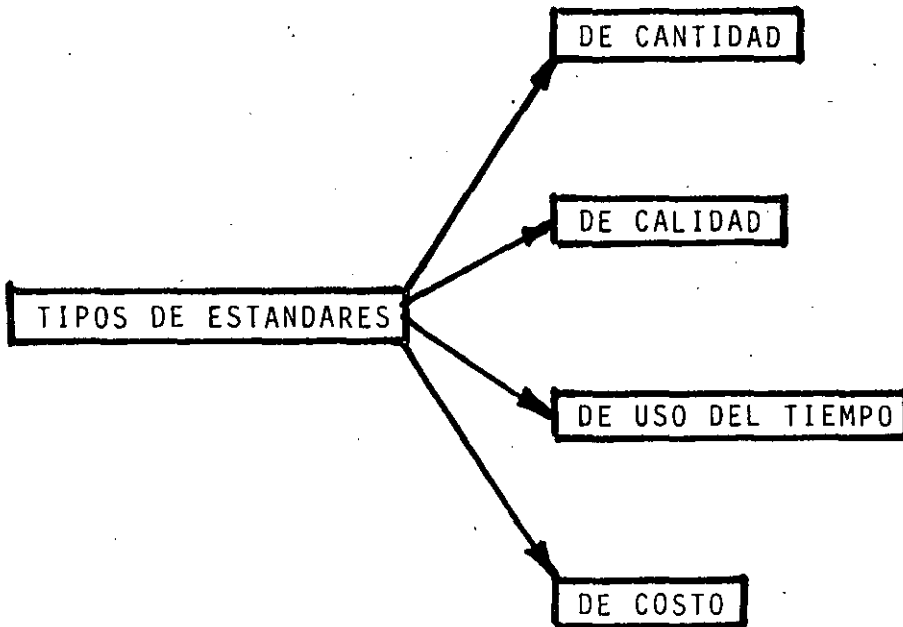 DE CANTIDAD
DE CALIDAD
TIPOS DE ESTANDARES
DE USO DEL TIEMPO
DE COSTO